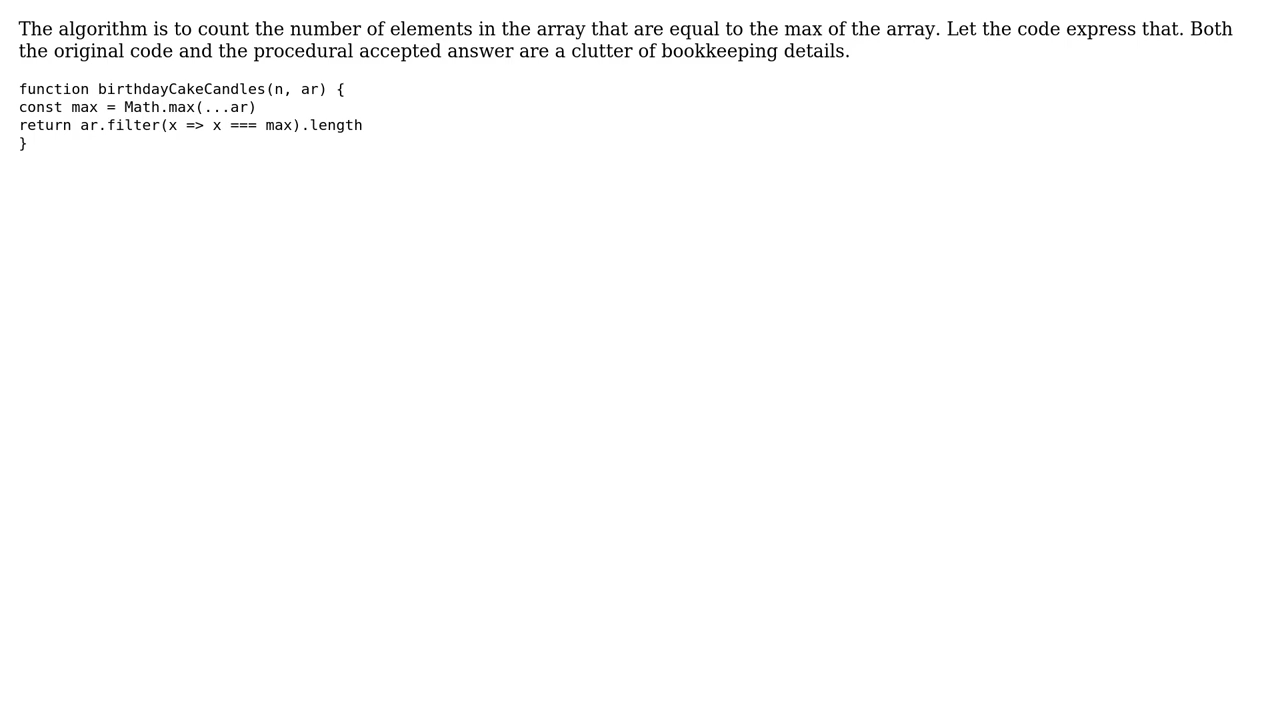 The algorithm is to count the number of elements in the array that are equal to the max of the array. Let the code express that. Both
the original code and the procedural accepted answer are a clutter of bookkeeping details.
function birthdayCakeCandles(n, ar) {
const max = Math.max(...ar)
return ar.filter(x => x === max).length
}